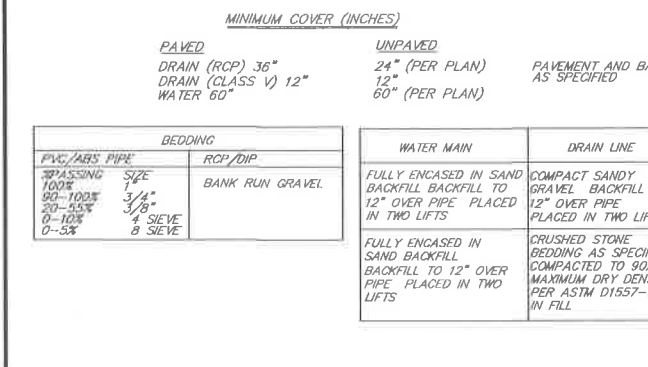 MINIMUM COVER (INCHES)
PAVED UNPAVED
DRAIN (RCP) 36" 24" (PER PLAN)
DRAIN (CLASS V) 12" 12"
WATER 60" 60" (PER PLAN)
PAVEMENT AND BA
AS SPECIFIED
BEDDING
PVC/ABS PIPE RCP/DIP
%PASSING SIZE
100% 1"
90-100% 3/4"
20-55% 3/8"
0-10% 4 SIEVE
0-5% 8 SIEVE
BANK RUN GRAVEL
WATER MAIN DRAIN LINE
FULLY ENCASED IN SAND
BACKFILL BACKFILL TO
12" OVER PIPE PLACED
IN TWO LIFTS
COMPACT SANDY
GRAVEL BACKFILL
12" OVER PIPE
PLACED IN TWO LIF
FULLY ENCASED IN
SAND BACKFILL
BACKFILL TO 12" OVER
PIPE PLACED IN TWO
LIFTS
CRUSHED STONE
BEDDING AS SPECI
COMPACTED TO 90
MAXIMUM DRY DEN
PER ASTM D1557-
IN FILL